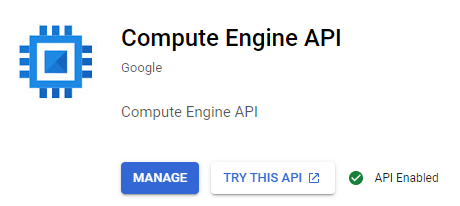 Compute Engine API
Google
Compute Engine API
MANAGE TRY THIS API API Enabled